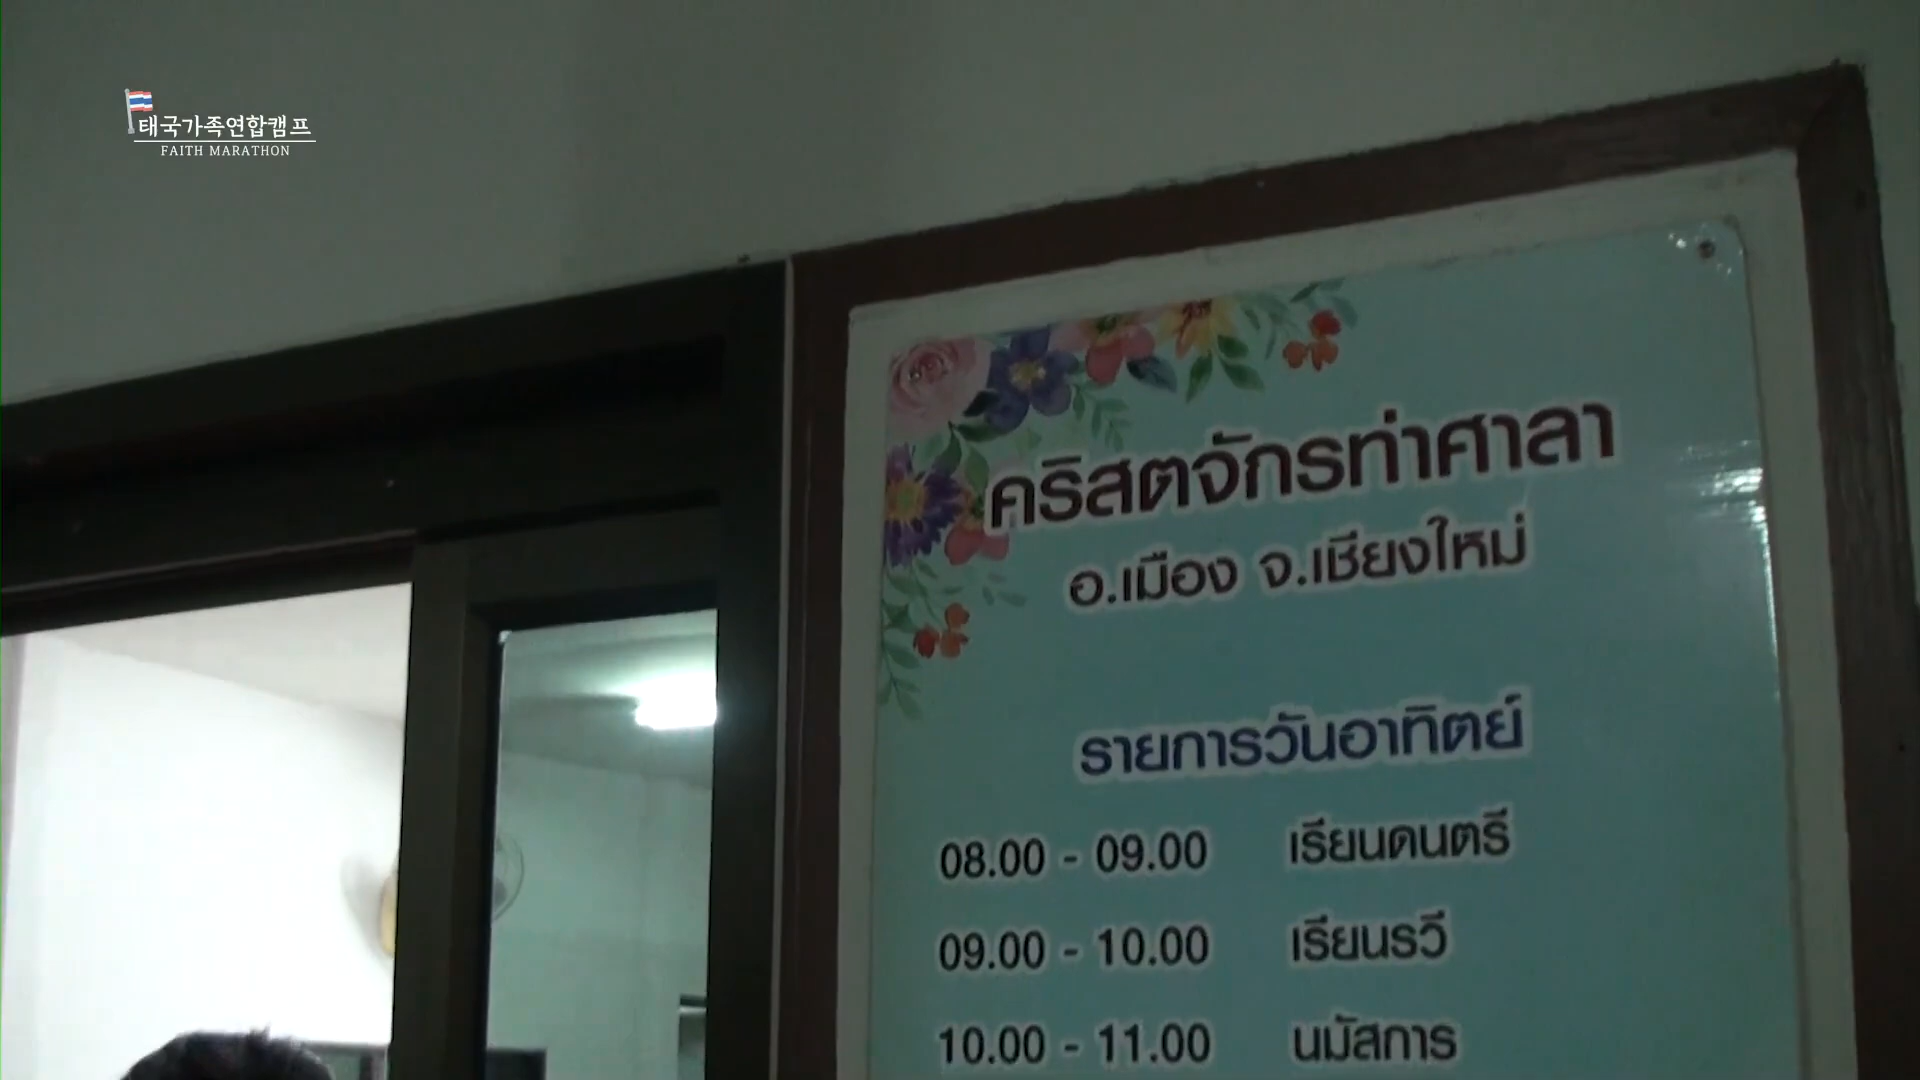 태국가족연합캠프
FAITH MARATHON
คริสตจักรท่าศาลา
อ.เมือง จ.เชียงใหม่
รายการวันอาทิตย์
08.00 - 09.00 เรียนดนตรี
09.00 - 10.00 เรียนรวี
10.00 - 11.00 นมัสการ